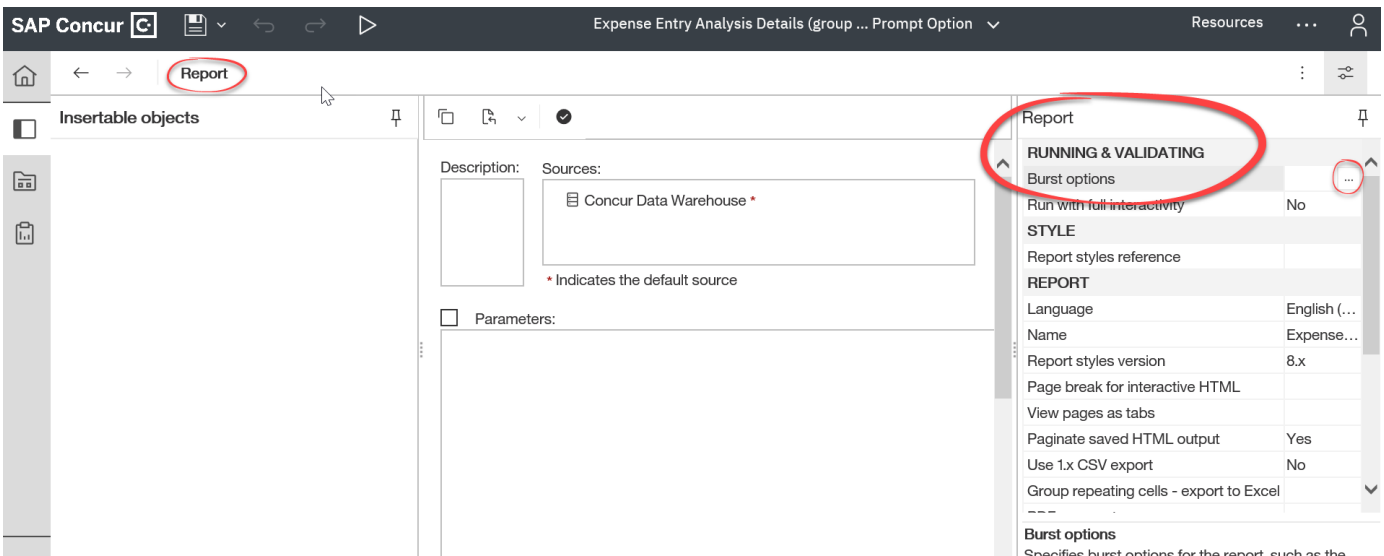 SAP Concur C Expense Entry Analysis Details (group ... Prompt Option Resources ...
Report
Insertable objects
Report
RUNNING & VALIDATING
Description: Sources:
Burst options ...
Concur Data Warehouse *
Run with full interactivity No
STYLE
Report styles reference
* Indicates the default source
REPORT
Language English (...
Parameters:
Name Expense...
Report styles version 8.x
Page break for interactive HTML
View pages as tabs
Paginate saved HTML output Yes
Use 1.x CSV export No
Group repeating cells - export to Excel
Burst options
Specifies burst options for the report, such as the